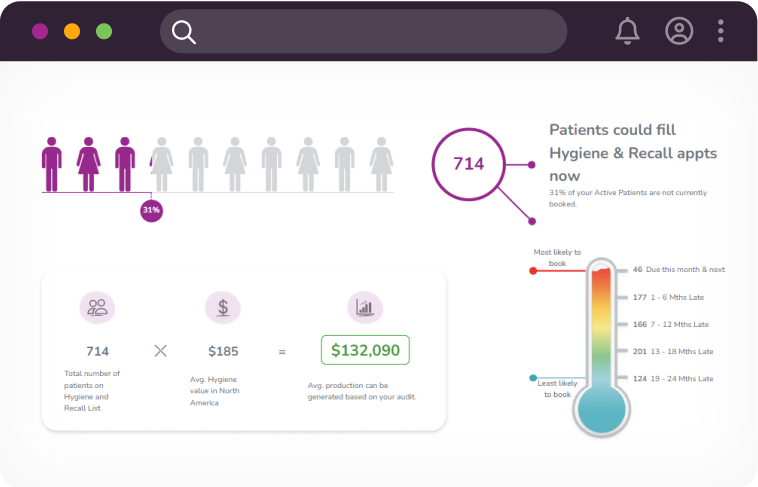 714
Patients could fill
Hygiene & Recall appts
now
31% of your Active Patients are not currently
booked.
31%
Most likely to
book
46 Due this month & next
177 1 - 6 Mths Late
166 7 - 12 Mths Late
201 13 - 18 Mths Late
124 19 - 24 Mths Late
Least likely
to book
714
$185
=
$132,090
Total number of
patients on
Hygiene and
Recall List
Avg. Hygiene
value in North
America
Avg. production can be
generated based on your audit.